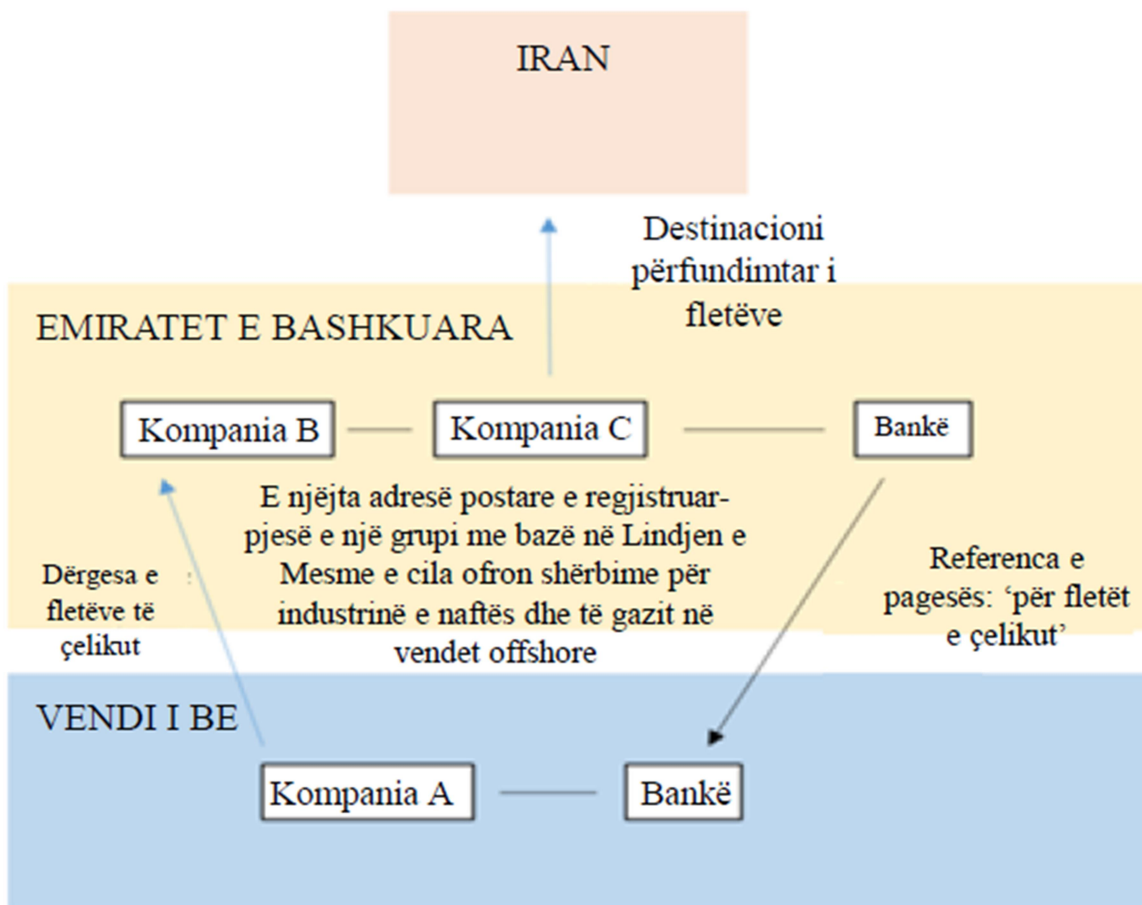 IRAN
Destinacioni
përfundimtar i
fletëve
EMIRATET E BASHKUARA
Kompania B
Kompania C
Bankë
E njëjta adresë postare e regjistruar-
pjesë e një grupi me bazë në Lindjen e
Mesme e cila ofron shërbime për
industrinë e naftës dhe të gazit në
vendet offshore
Dërgesa e
fletëve të
çelikut
Referenca e
pagesës: ‘për fletët
e çelikut’
VENDI I BE
Kompania A
Bankë